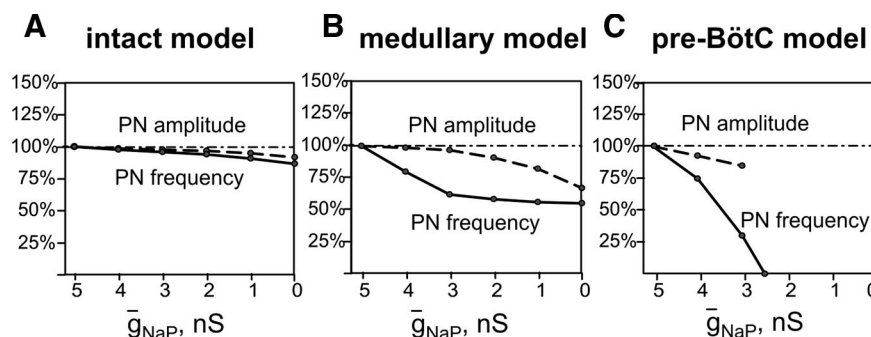 A intact model
150%
125%
100%
75%
50%
25%
PN amplitude
PN frequency
5 4 3 2 1 0
ḡNaP, nS
B medullary model
150%
125%
100%
75%
50%
25%
PN amplitude
PN frequency
5 4 3 2 1 0
ḡNaP, nS
C pre-BötC model
150%
125%
100%
75%
50%
25%
PN amplitude
PN frequency
5 4 3 2 1 0
ḡNaP, nS